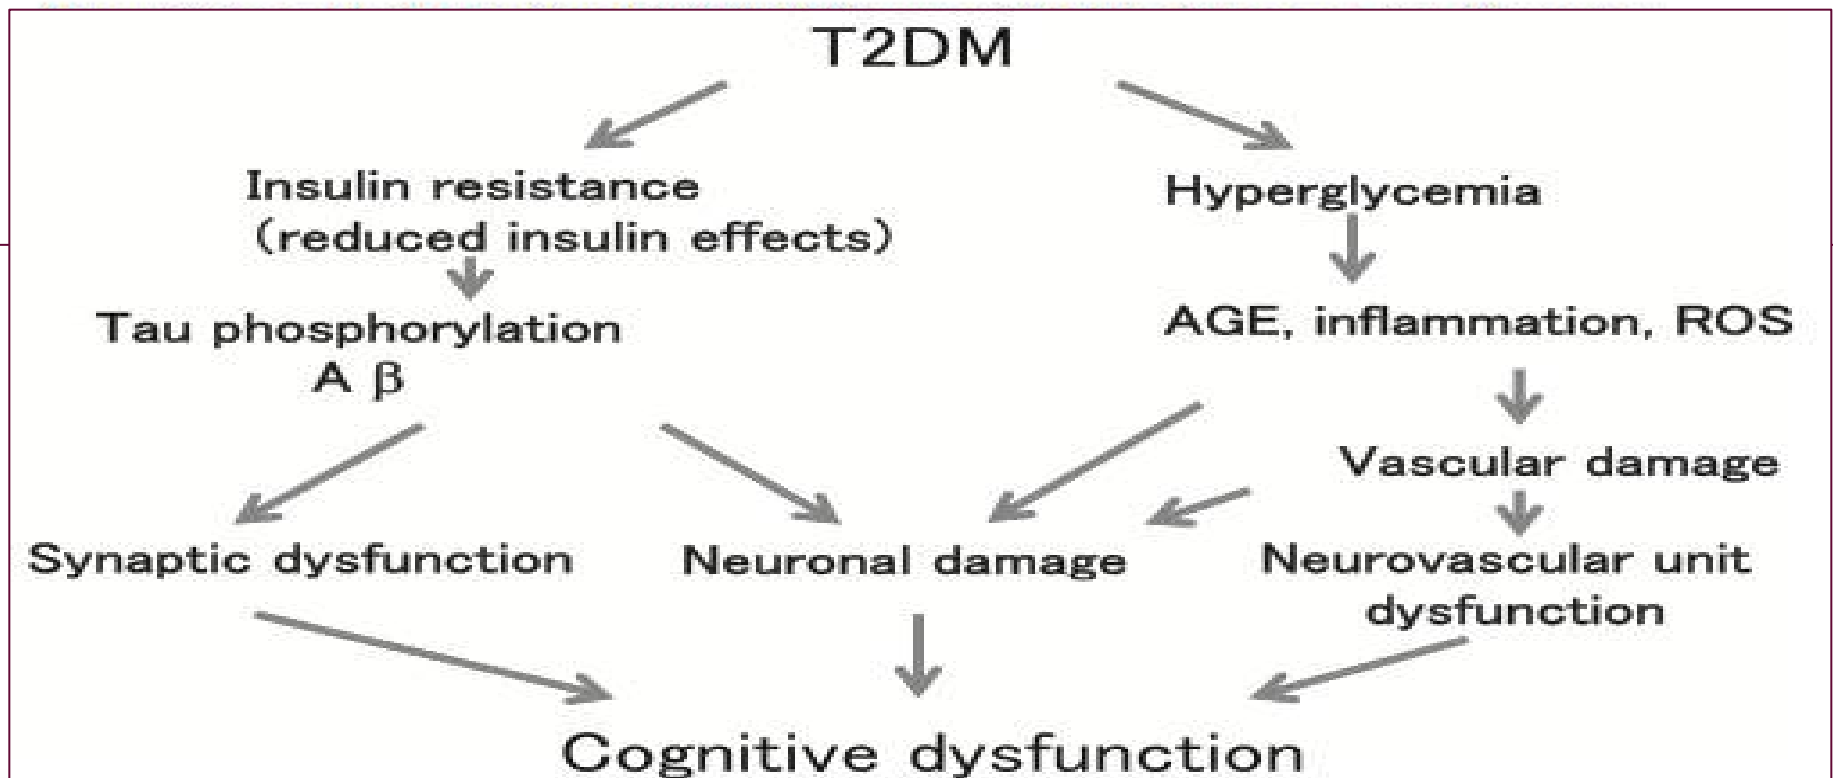 T2DM
Insulin resistance
(reduced insulin effects)
Hyperglycemia
Tau phosphorylation
A β
AGE, inflammation, ROS
Vascular damage
Synaptic dysfunction
Neuronal damage
Neurovascular unit
dysfunction
Cognitive dysfunction